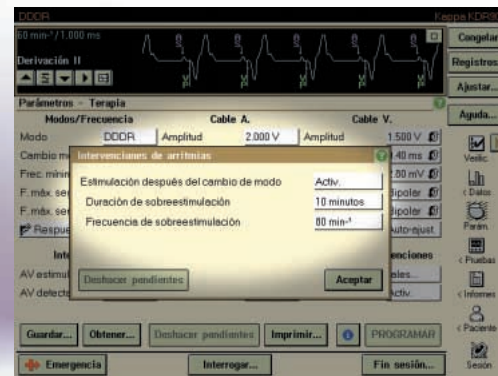 DDDR Kappa KDR90
60 min-¹ / 1.000 ms
Derivación II
Congelar
Registros
Ajustar...
Ayuda...
Parámetros - Terapia
Modos/Frecuencia Cable A. Cable V.
Modo DDDR Amplitud 2.000 V Amplitud 1.500 V
Cambio m
Intervenciones de arritmias
Estimulación después del cambio de modo Activ.
Duración de sobreestimulación 10 minutos
Frecuencia de sobreestimulación 80 min-¹
Deshacer pendientes Aceptar
Frec. mínim
F. máx. se
F. máx. se
Respue
Inte
AV estimul
AV detecta
.40 ms
.80 mV
Bipolar
Bipolar
uto-ajust.
enciones
ales...
Activ.
Verific.
< Datos
Parám.
< Pruebas
< Informes
< Paciente
Sesión
Guardar... Obtener... Deshacer pendientes Imprimir... PROGRAMAR
Emergencia Interrogar... Fin sesión...